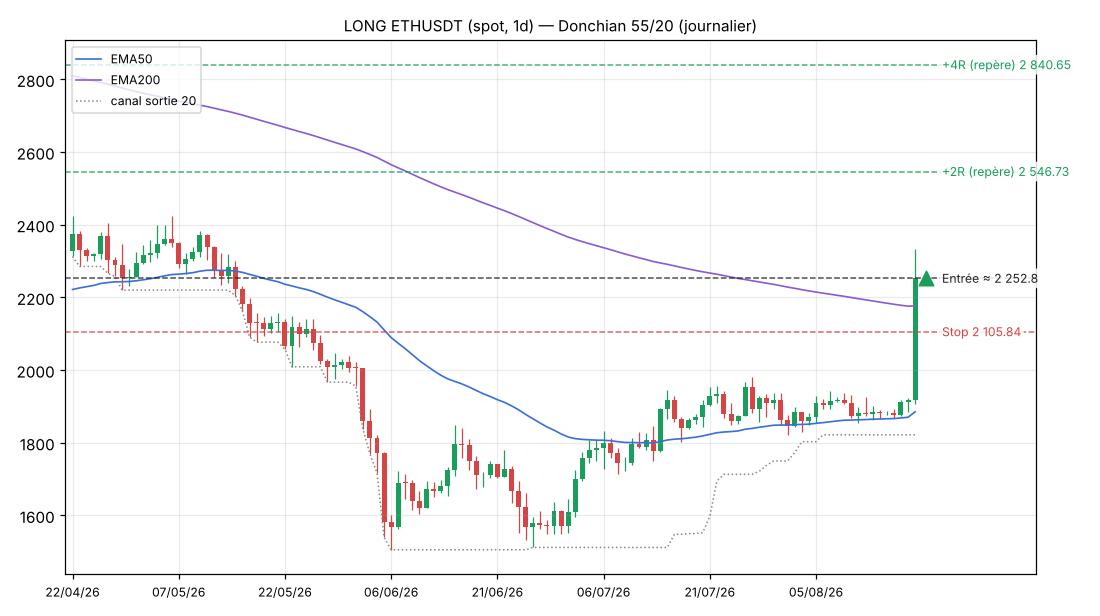 LONG ETHUSDT (spot, 1d) — Donchian 55/20 (journalier)
EMA50
EMA200
canal sortie 20
2800
2600
2400
2200
2000
1800
1600
+4R (repère) 2 840.65
+2R (repère) 2 546.73
Entrée ≈ 2 252.8
Stop 2 105.84
22/04/26
07/05/26
22/05/26
06/06/26
21/06/26
06/07/26
21/07/26
05/08/26